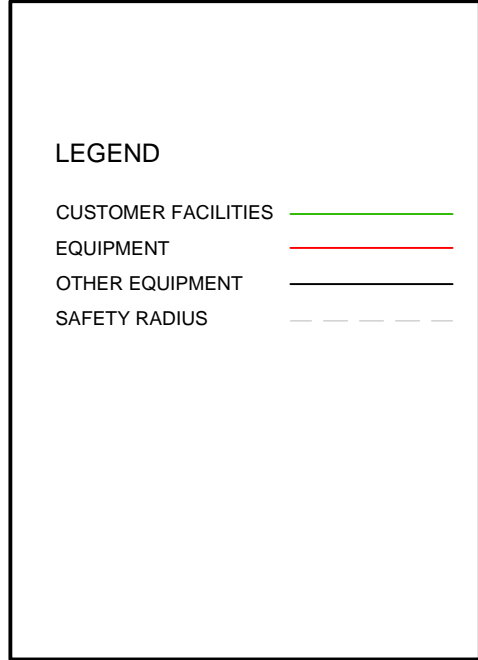 LEGEND
CUSTOMER FACILITIES
EQUIPMENT
OTHER EQUIPMENT
SAFETY RADIUS